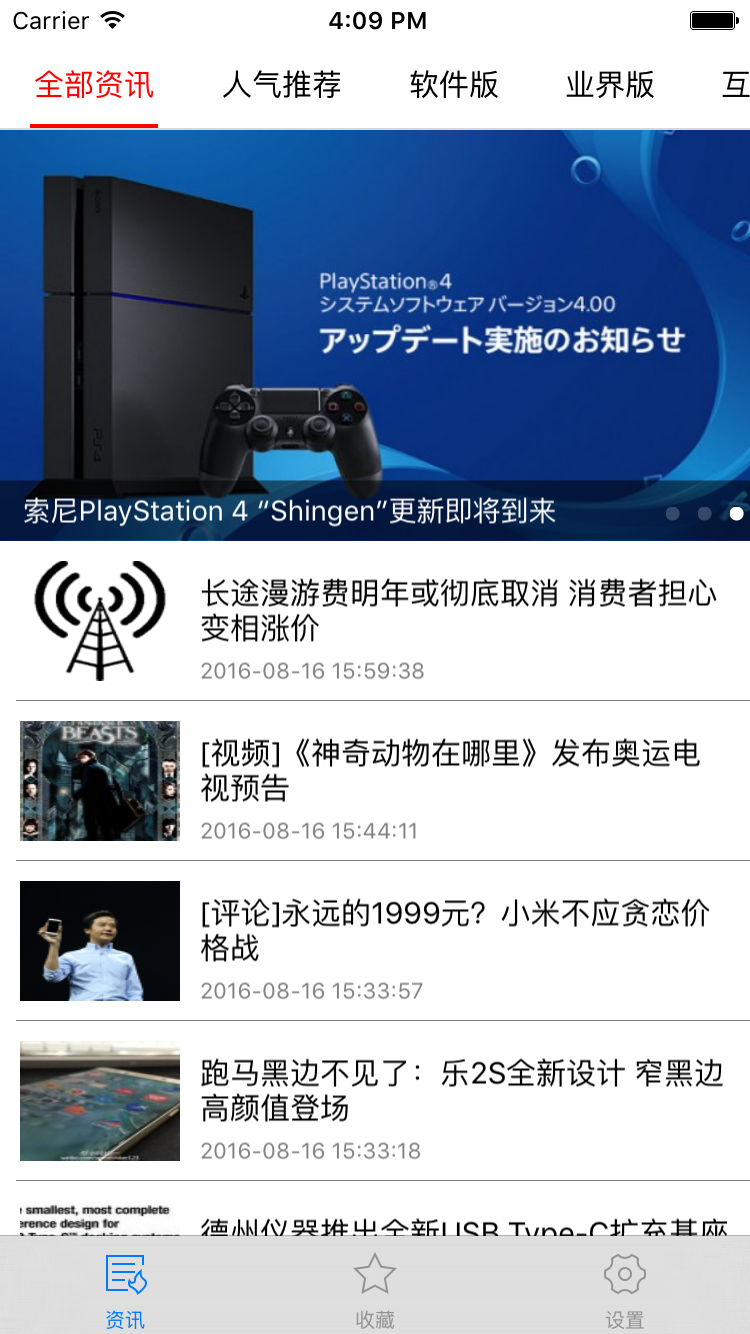 Carrier
4:09 PM
全部资讯
人气推荐
软件版
业界版
互
PlayStation®4
システムソフトウェア バージョン4.00
アップデート実施のお知らせ
索尼PlayStation 4 “Shingen”更新即将到来
长途漫游费明年或彻底取消 消费者担心
变相涨价
2016-08-16 15:59:38
BEASTS
[视频]《神奇动物在哪里》发布奥运电
视预告
2016-08-16 15:44:11
[评论]永远的1999元？小米不应贪恋价
格战
2016-08-16 15:33:57
跑马黑边不见了：乐2S全新设计 窄黑边
高颜值登场
2016-08-16 15:33:18
smallest, most complete
erence design for
德州仪器推出全新USB Type-C扩充基座
资讯
收藏
设置